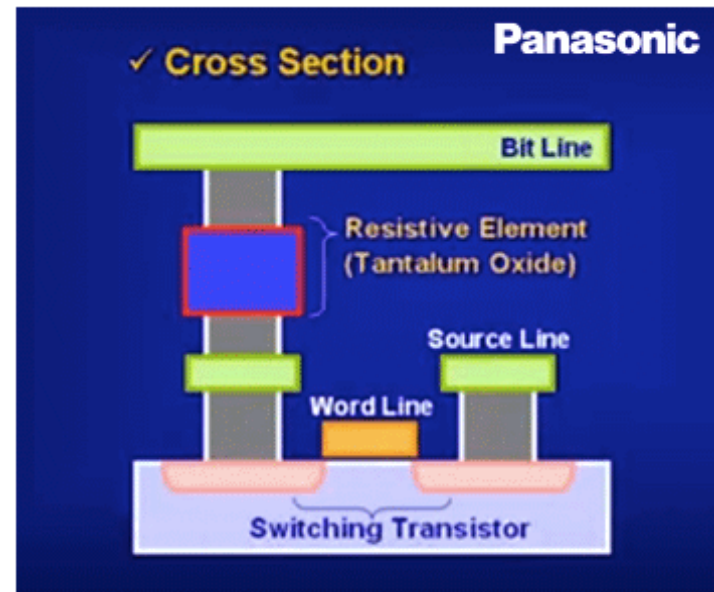 Panasonic
✓ Cross Section
Bit Line
Resistive Element
(Tantalum Oxide)
Source Line
Word Line
Switching Transistor